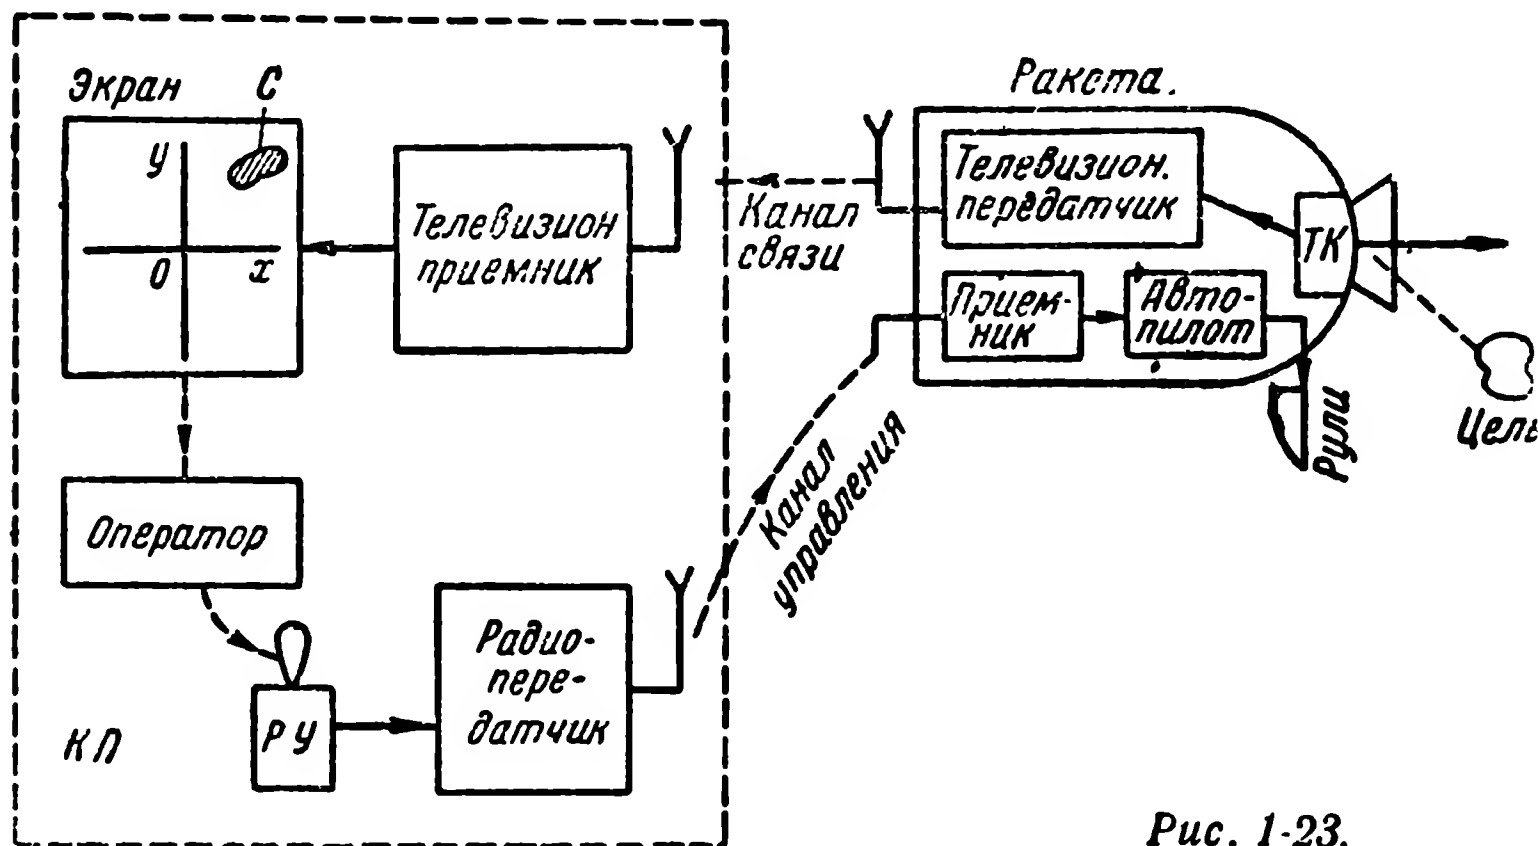 Экран
С
y
0
x
Телевизион
приемник
Оператор
РУ
КП
Радио-
пере-
датчик
Канал
связи
Канал
управления
Ракета.
Телевизион.
передатчик
ТК
Прием-
ник
Авто-
пилот
Рули
Цель
Рис. 1-23.